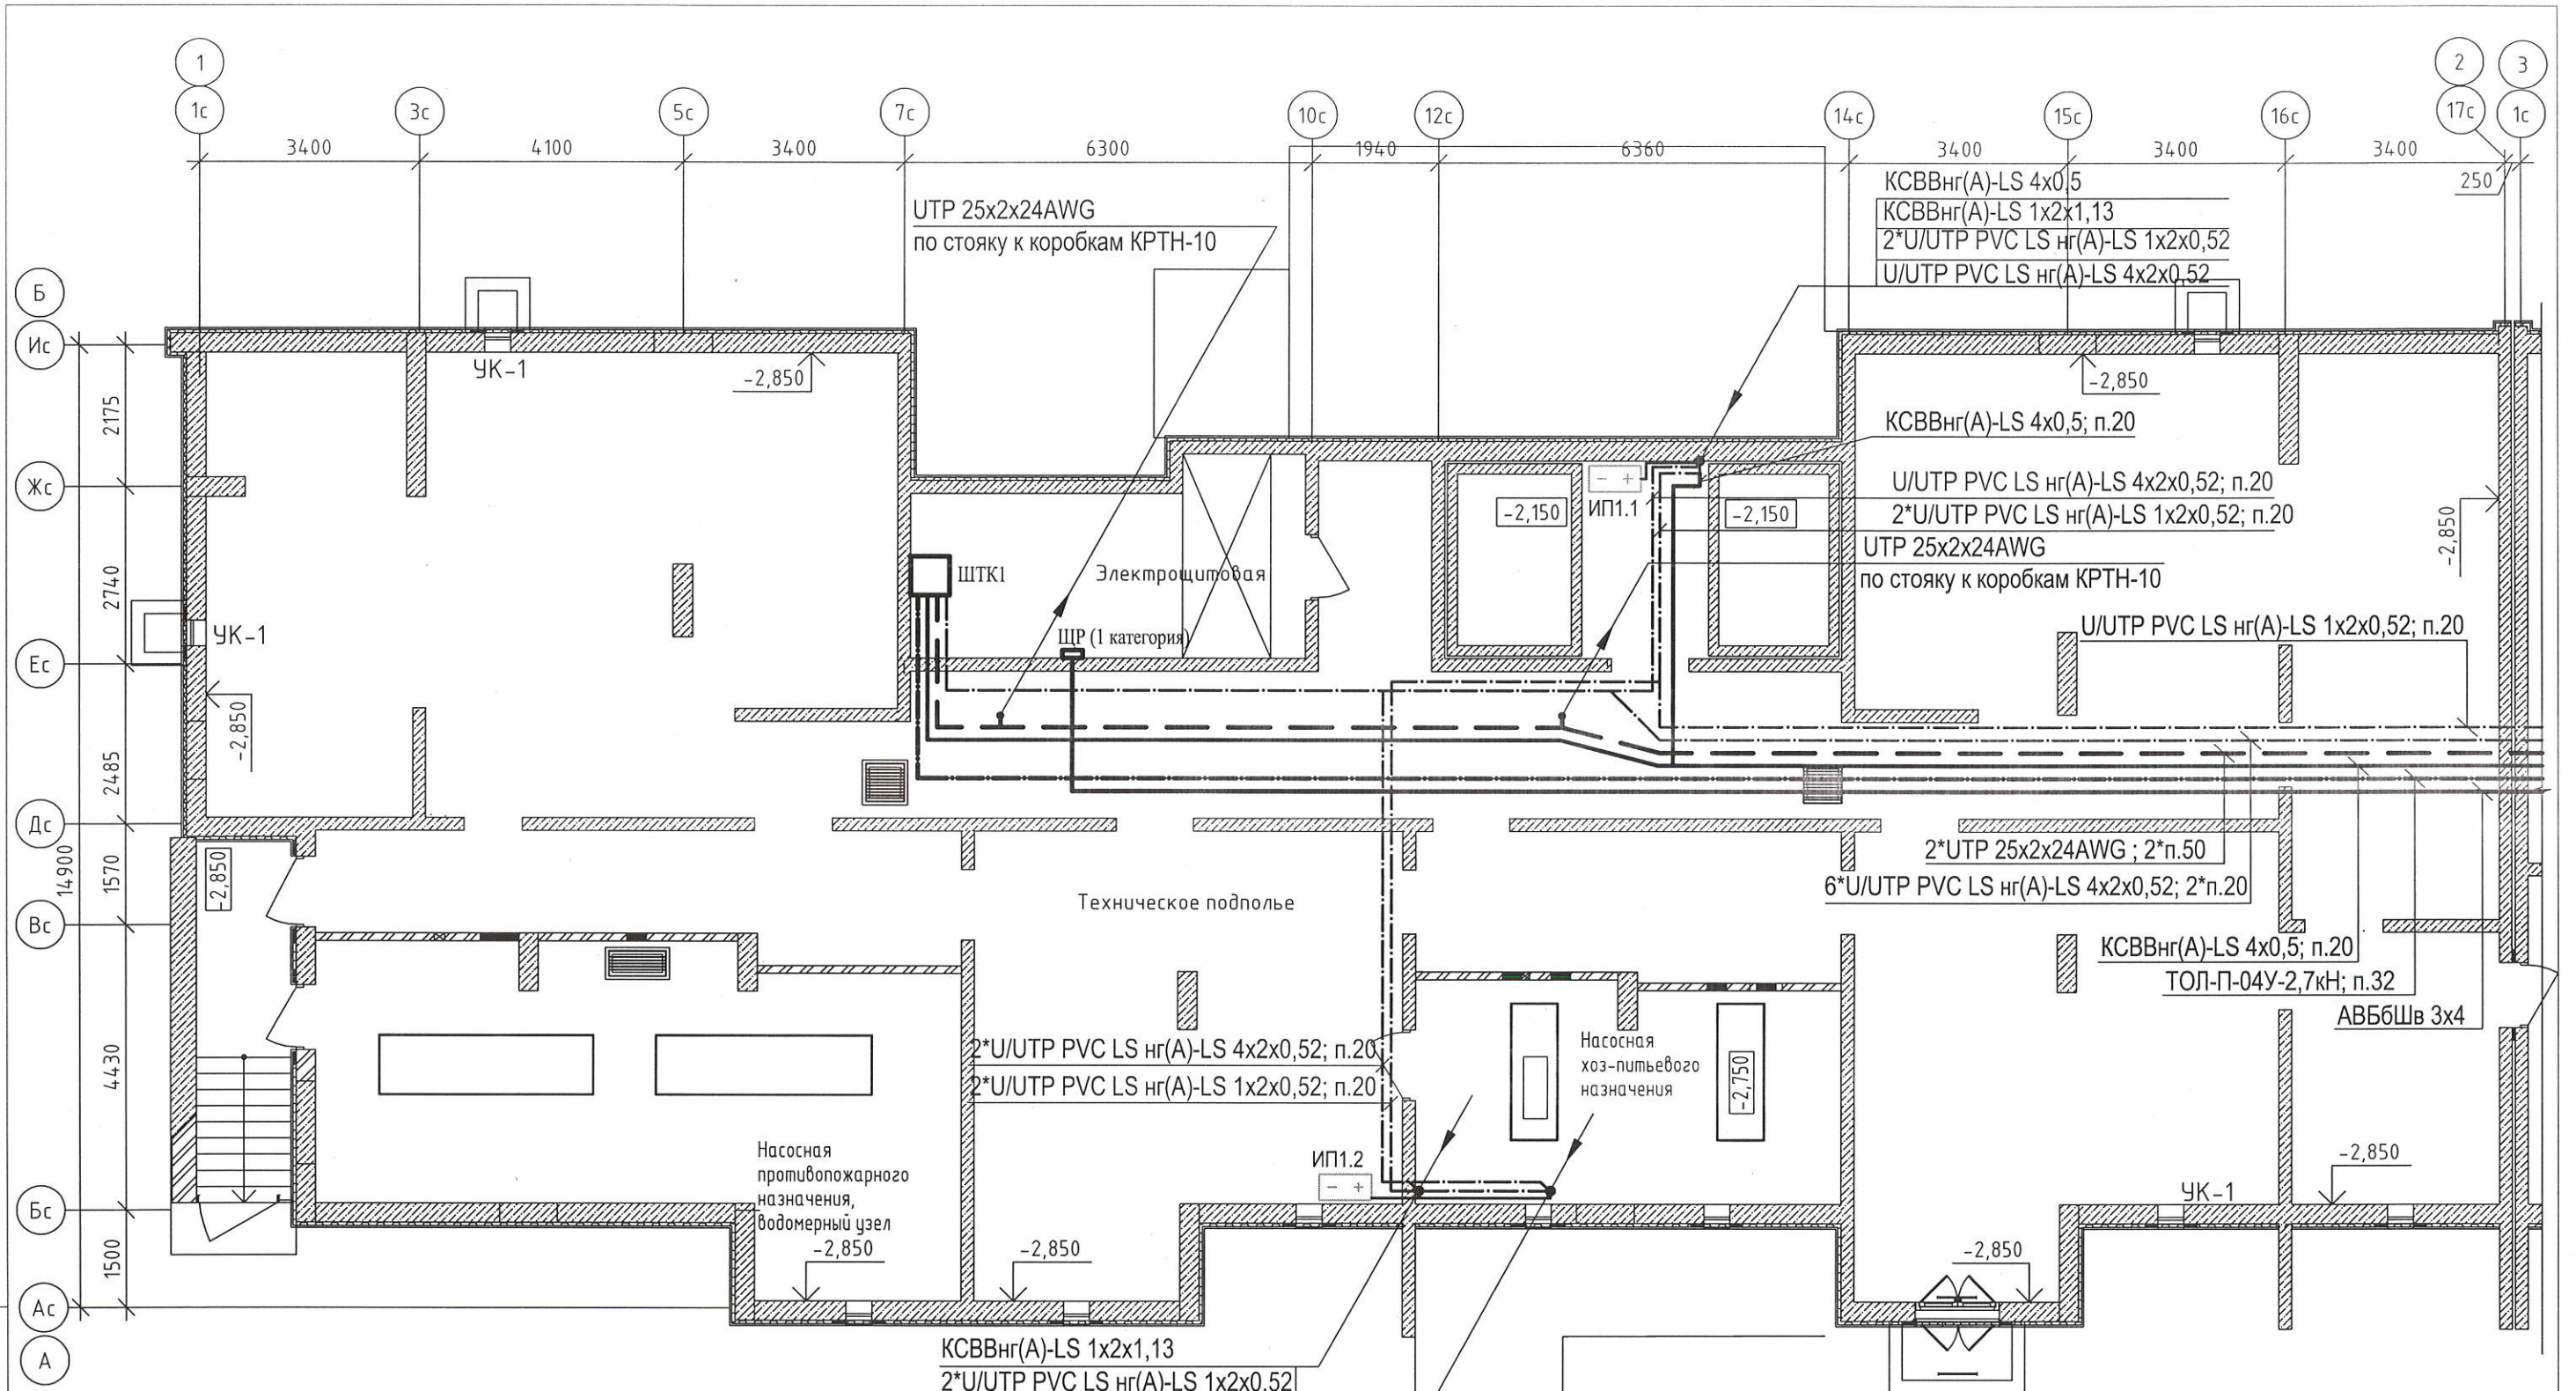 1
2
3
1с
3с
5с
7с
10с
12с
14с
15с
16с
17с
1с
3400
4100
3400
6300
1940
6360
3400
3400
3400
250
UTP 25x2x24AWG
по стояку к коробкам КРТН-10
КСВВнг(А)-LS 4x0,5
КСВВнг(А)-LS 1x2x1,13
2*U/UTP PVC LS нг(А)-LS 1x2x0,52
U/UTP PVC LS нг(А)-LS 4x2x0,52
Б
Ис
Жс
Ес
Дс
Вс
Бс
Ас
А
2175
2740
2485
1570
4430
1500
14900
УК-1
-2,850
-2,850
КСВВнг(А)-LS 4x0,5; п.20
U/UTP PVC LS нг(А)-LS 4x2x0,52; п.20
2*U/UTP PVC LS нг(А)-LS 1x2x0,52; п.20
UTP 25x2x24AWG
по стояку к коробкам КРТН-10
ИП1.1
-2,150
-2,150
-2,850
ШТК1
Электрощитовая
ЩР (1 категория)
УК-1
-2,850
U/UTP PVC LS нг(А)-LS 1x2x0,52; п.20
-2,850
2*UTP 25x2x24AWG ; 2*п.50
6*U/UTP PVC LS нг(А)-LS 4x2x0,52; 2*п.20
Техническое подполье
КСВВнг(А)-LS 4x0,5; п.20
ТОЛ-П-04У-2,7кН; п.32
АВБбШв 3x4
2*U/UTP PVC LS нг(А)-LS 4x2x0,52; п.20
2*U/UTP PVC LS нг(А)-LS 1x2x0,52; п.20
Насосная
хоз-питьевого
назначения
-2,750
Насосная
противопожарного
назначения,
водомерный узел
ИП1.2
-2,850
УК-1
-2,850
-2,850
-2,850
КСВВнг(А)-LS 1x2x1,13
2*U/UTP PVC LS нг(А)-LS 1x2x0,52